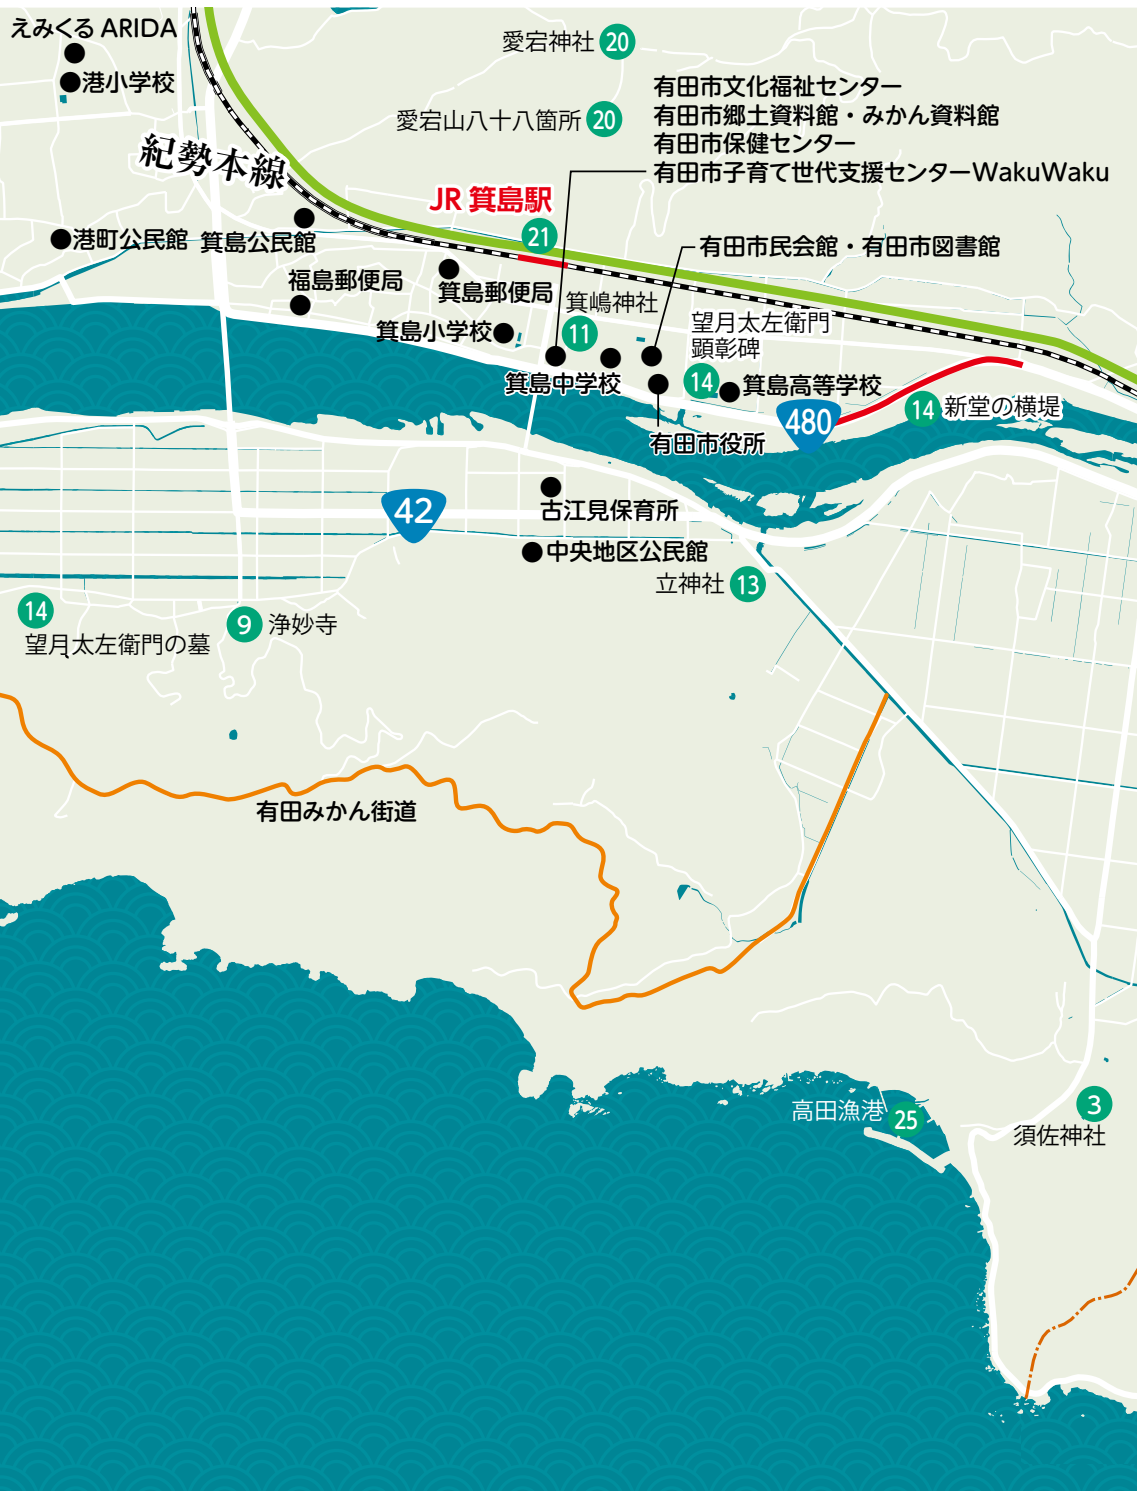 えみくる ARIDA
港小学校
愛宕神社 20
愛宕山八十八箇所 20
有田市文化福祉センター
有田市郷土資料館・みかん資料館
有田市保健センター
有田市子育て世代支援センターWakuWaku
紀勢本線
JR 箕島駅
21
港町公民館
箕島公民館
有田市民会館・有田市図書館
福島郵便局
箕島郵便局
箕嶋神社
11
箕島小学校
望月太左衛門
顕彰碑
14
箕島中学校
箕島高等学校
480
14 新堂の横堤
有田市役所
古江見保育所
42
中央地区公民館
立神社 13
14
望月太左衛門の墓
9 浄妙寺
有田みかん街道
高田漁港 25
3
須佐神社